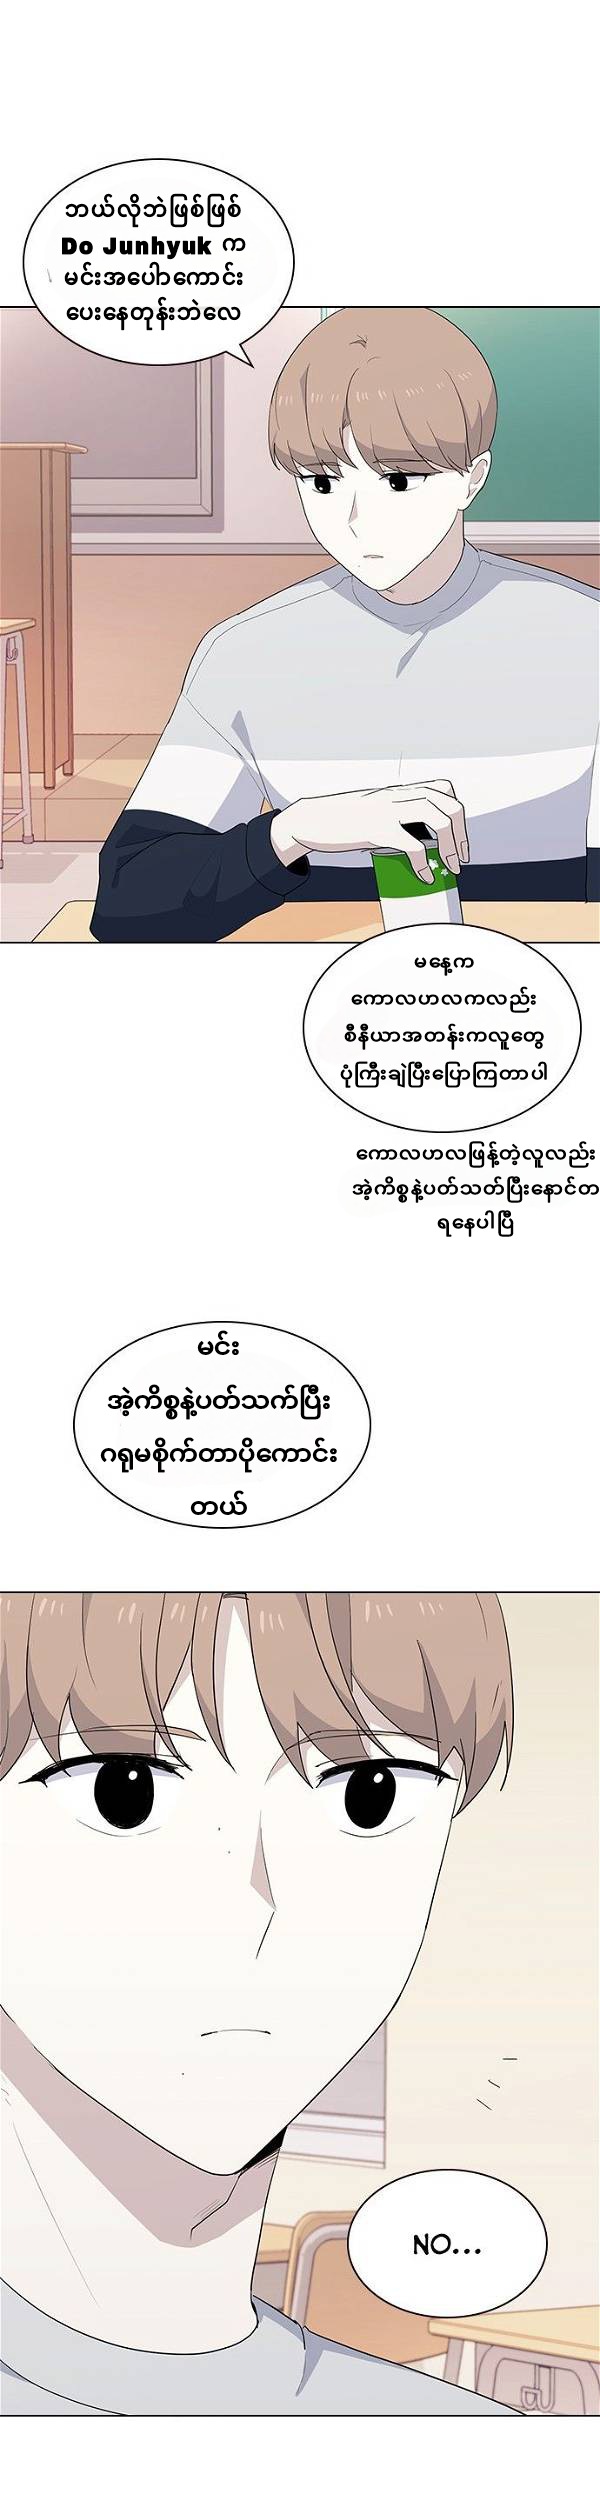 ဘယ်လိုဘဲဖြစ်ဖြစ်
Do Junhyuk က
မင်းအပေါ်ကောင်း
ပေးနေတုန်းဘဲလေ
မနေ့က
ကောလဟလကလည်း
စီနီယာအတန်းကလူတွေ
ပုံကြီးချဲပြီးပြောကြတာပါ
ကောလဟလဖြန့်တဲ့လူလည်း
အဲ့ကိစ္စနဲ့ပတ်သတ်ပြီးနောင်တ
ရနေပါပြီ
မင်း
အဲ့ကိစ္စနဲ့ပတ်သက်ပြီး
ဂရုမစိုက်တာပိုကောင်း
တယ်
NO...